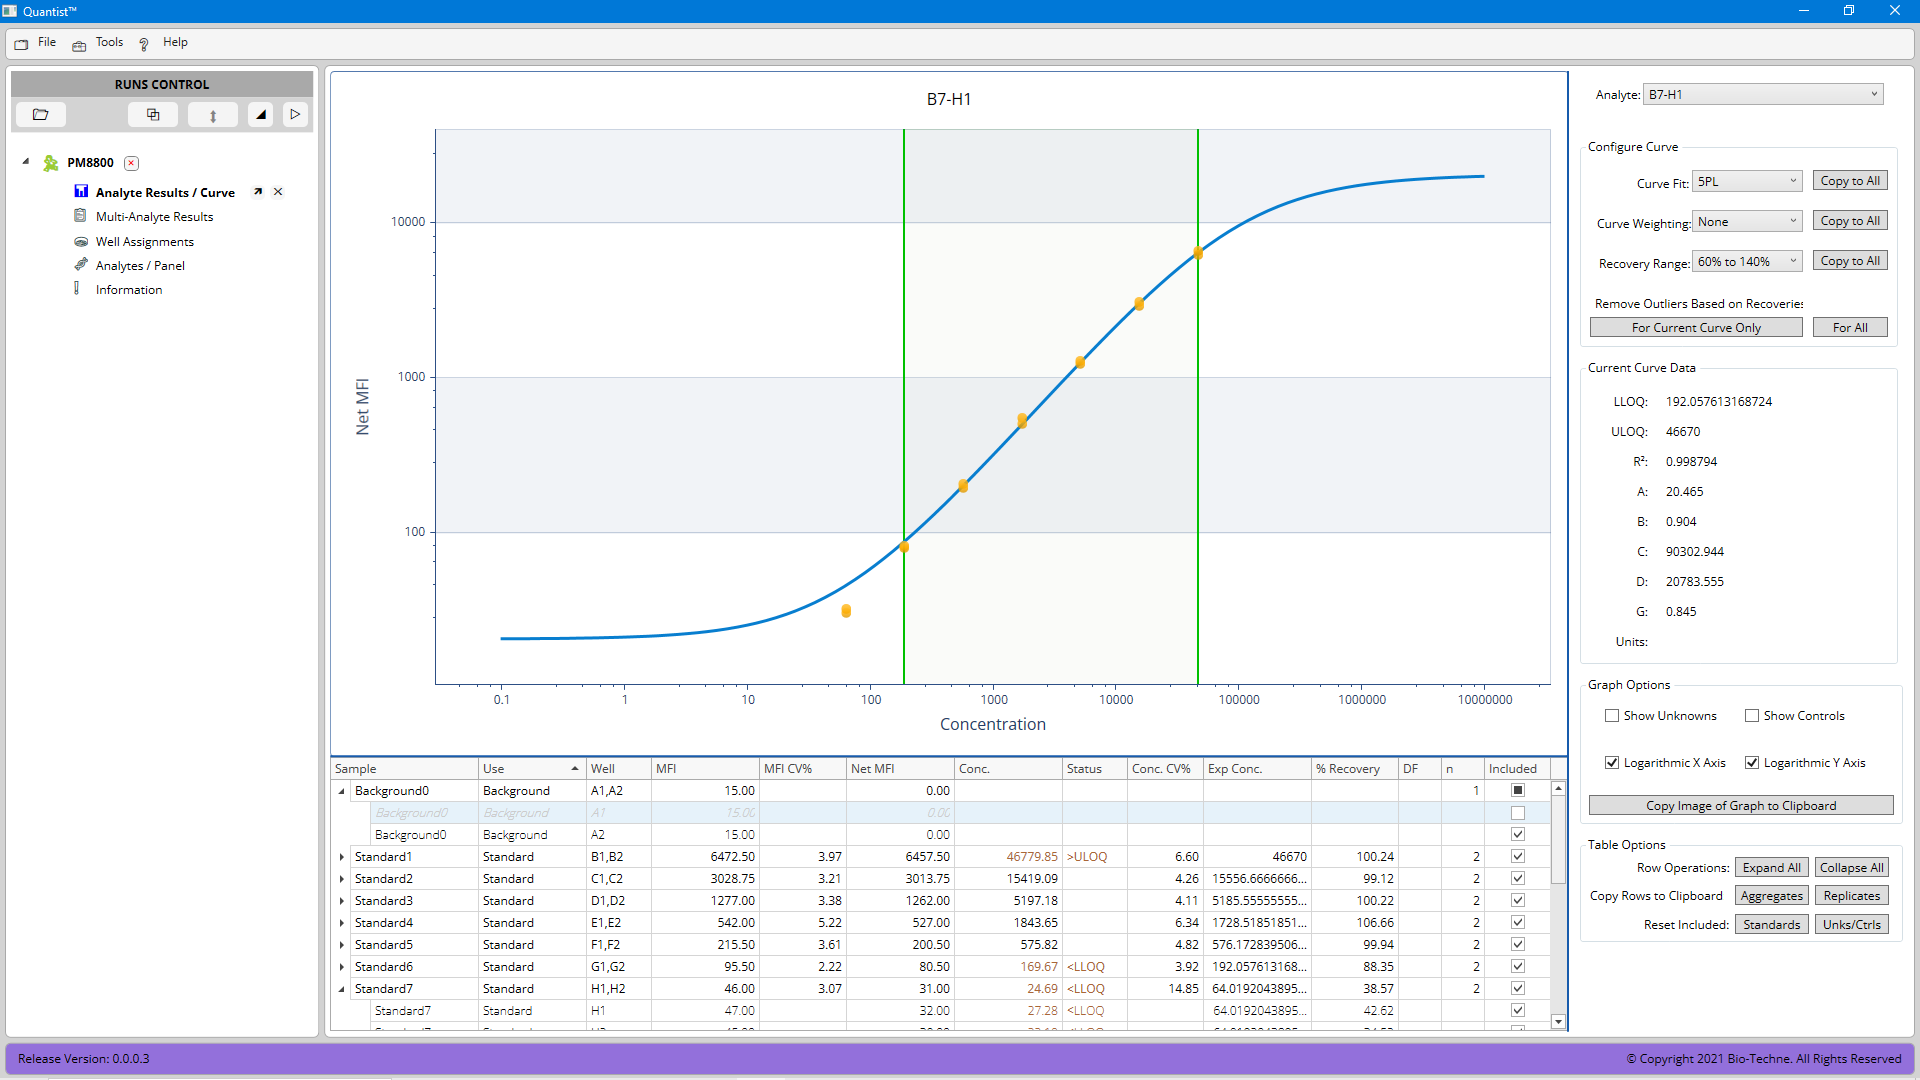 Quantist™
File Tools Help
RUNS CONTROL
PM8800
Analyte Results / Curve
Multi-Analyte Results
Well Assignments
Analytes / Panel
Information
B7-H1
10000
1000
100
Net MFI
0.1 1 10 100 1000 10000 100000 1000000 10000000
Concentration
Sample Use Well MFI MFI CV% Net MFI Conc. Status Conc. CV% Exp Conc. % Recovery DF n Included
Background0 Background A1,A2 15.00 0.00 1
Background0 Background A1 15.00 0.00
Background0 Background A2 15.00 0.00
Standard1 Standard B1,B2 6472.50 3.97 6457.50 46779.85 >ULOQ 6.60 46670 100.24 2
Standard2 Standard C1,C2 3028.75 3.21 3013.75 15419.09 4.26 15556.6666666... 99.12 2
Standard3 Standard D1,D2 1277.00 3.38 1262.00 5197.18 4.11 5185.55555555... 100.22 2
Standard4 Standard E1,E2 542.00 5.22 527.00 1843.65 6.34 1728.51851851... 106.66 2
Standard5 Standard F1,F2 215.50 3.61 200.50 575.82 4.82 576.172839506... 99.94 2
Standard6 Standard G1,G2 95.50 2.22 80.50 169.67 <LLOQ 3.92 192.057613168... 88.35 2
Standard7 Standard H1,H2 46.00 3.07 31.00 24.69 <LLOQ 14.85 64.0192043895... 38.57 2
Standard7 Standard H1 47.00 32.00 27.28 <LLOQ 64.0192043895... 42.62
Analyte: B7-H1
Configure Curve
Curve Fit: 5PL Copy to All
Curve Weighting: None Copy to All
Recovery Range: 60% to 140% Copy to All
Remove Outliers Based on Recoveries
For Current Curve Only For All
Current Curve Data
LLOQ: 192.057613168724
ULOQ: 46670
R²: 0.998794
A: 20.465
B: 0.904
C: 90302.944
D: 20783.555
G: 0.845
Units:
Graph Options
Show Unknowns Show Controls
Logarithmic X Axis Logarithmic Y Axis
Copy Image of Graph to Clipboard
Table Options
Row Operations: Expand All Collapse All
Copy Rows to Clipboard Aggregates Replicates
Reset Included: Standards Unks/Ctrls
Release Version: 0.0.0.3
© Copyright 2021 Bio-Techne. All Rights Reserved